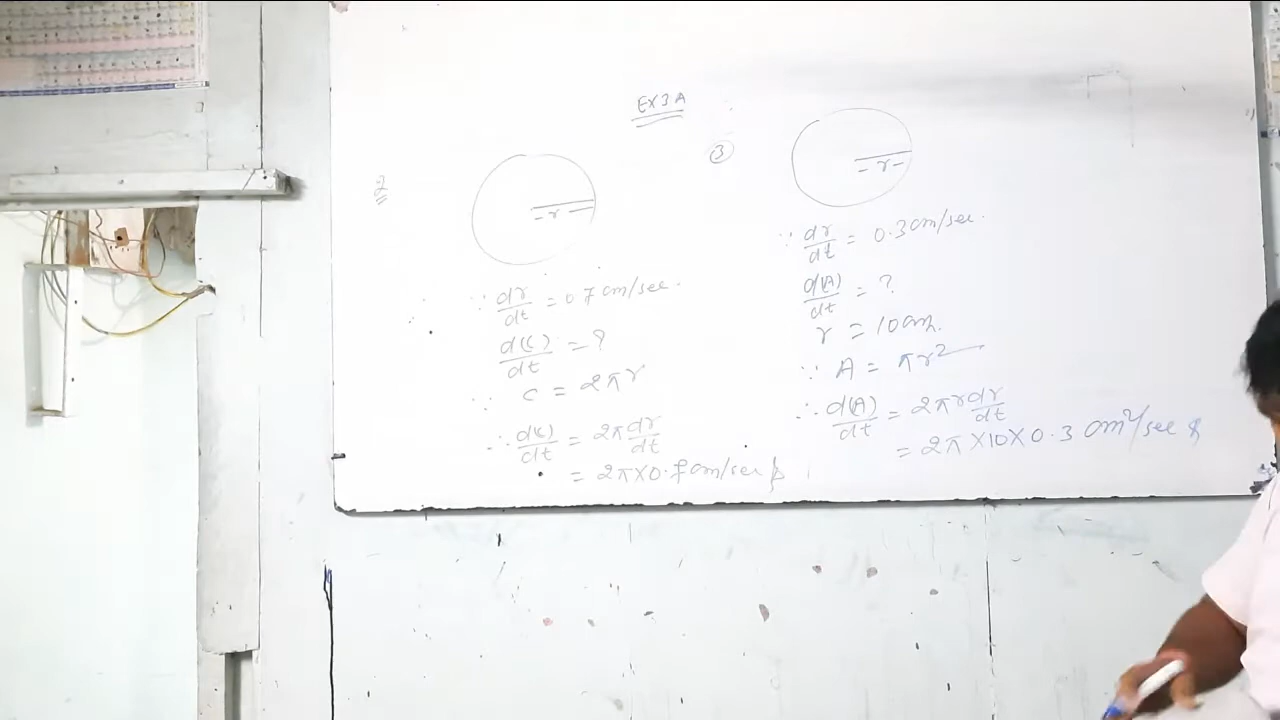 EX 3A
2
- r -
∵ dr/dt = 0.7 cm/sec.
d(C)/dt = ?
∵ C = 2πr
∴ d(C)/dt = 2π dr/dt
= 2π×0.7 cm/sec
③
- r -
∵ dr/dt = 0.3 cm/sec.
d(A)/dt = ?
r = 10 cm.
∵ A = πr²
∴ d(A)/dt = 2πr dr/dt
= 2π×10×0.3 cm²/sec